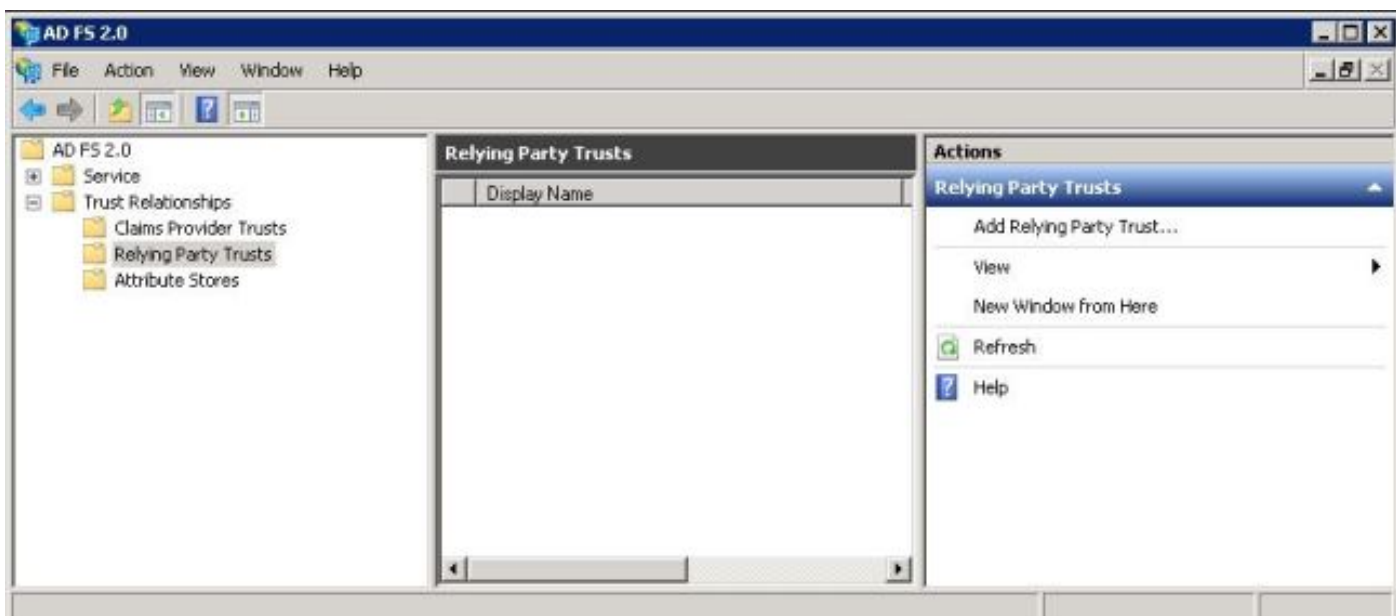 AD FS 2.0
File Action View Window Help
AD FS 2.0
Service
Trust Relationships
Claims Provider Trusts
Relying Party Trusts
Attribute Stores
Relying Party Trusts
Display Name
Actions
Relying Party Trusts
Add Relying Party Trust...
View
New Window from Here
Refresh
Help